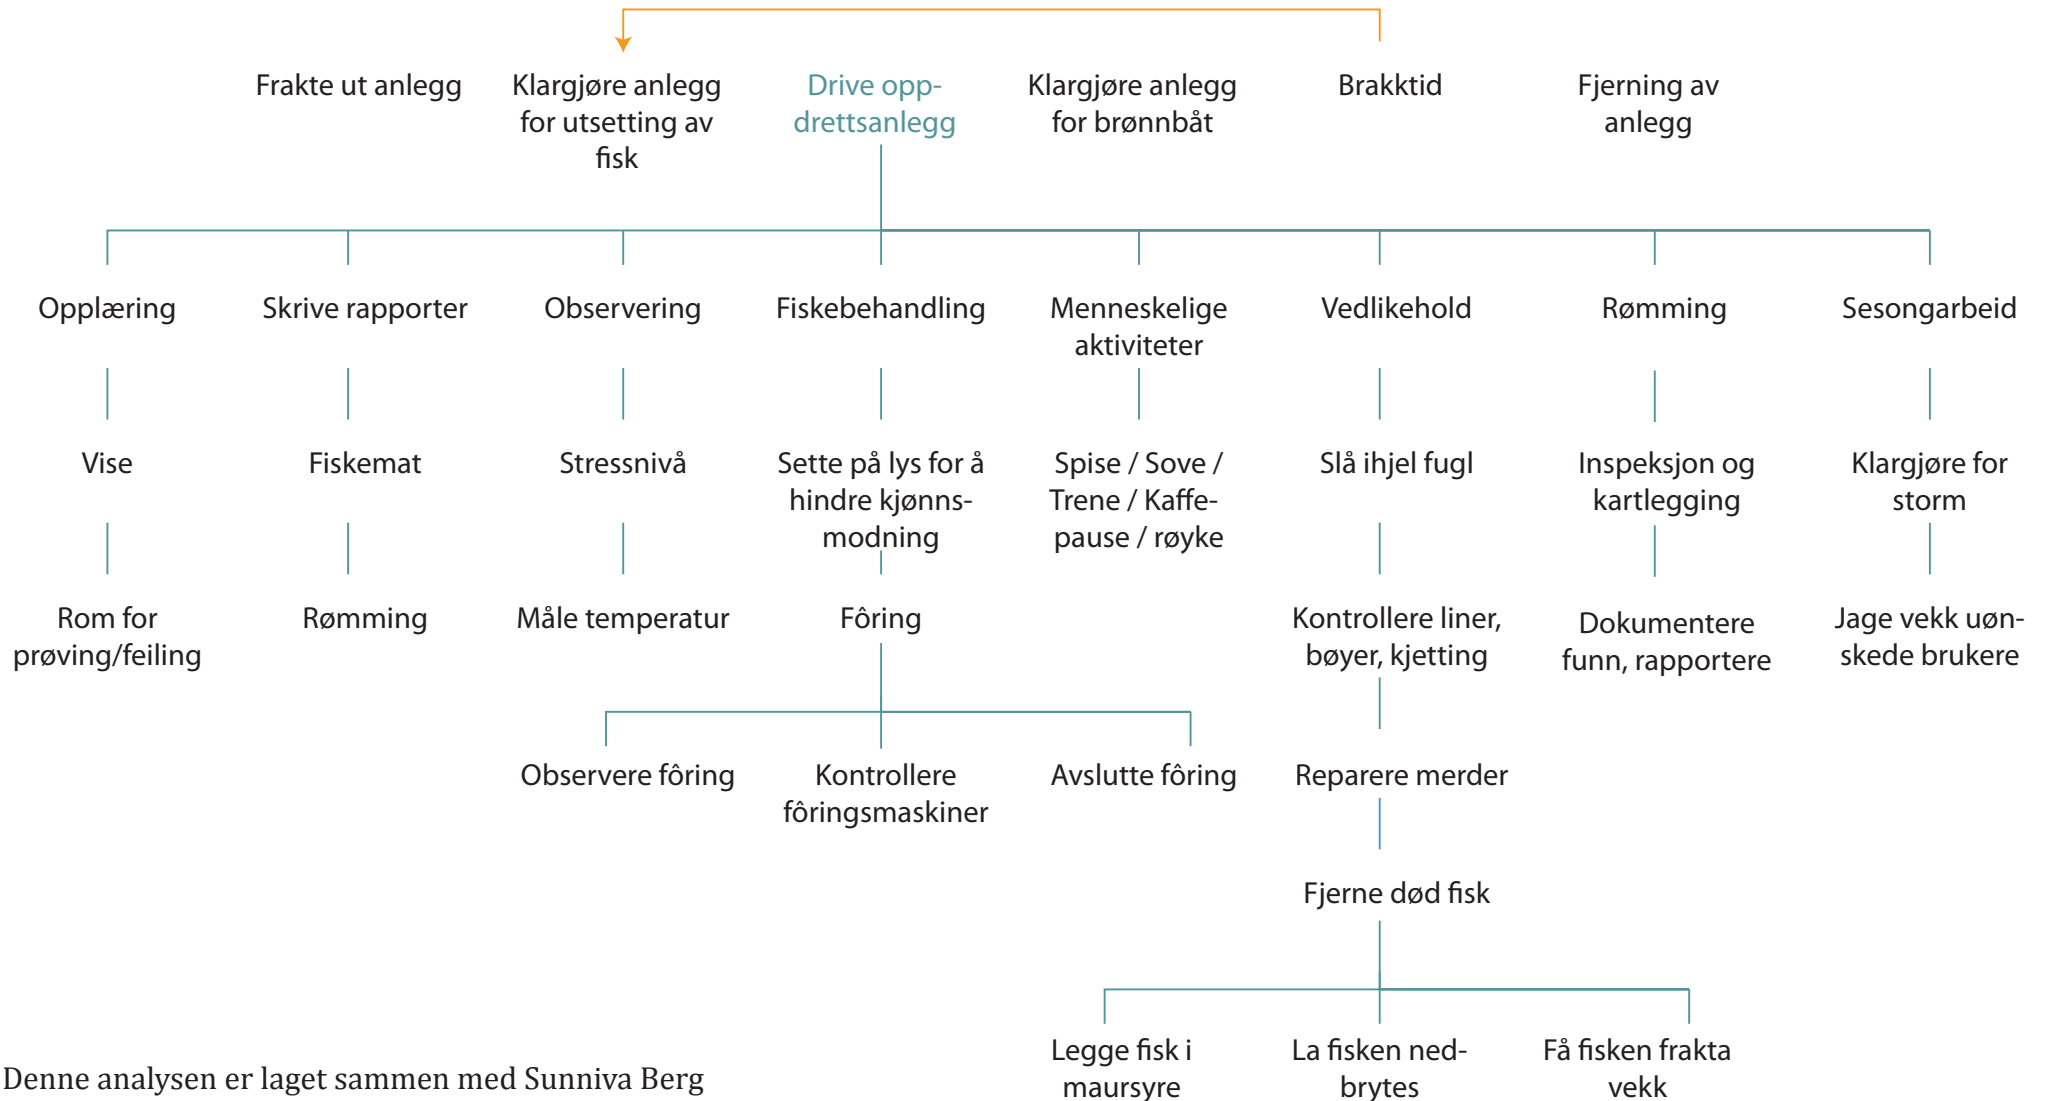 Frakte ut anlegg
Klargjøre anlegg
for utsetting av
fisk
Drive opp-
drettsanlegg
Klargjøre anlegg
for brønnbåt
Brakktid
Fjerning av
anlegg
Opplæring
Skrive rapporter
Observering
Fiskebehandling
Menneskelige
aktiviteter
Vedlikehold
Rømming
Sesongarbeid
Vise
Fiskemat
Stressnivå
Sette på lys for å
hindre kjønns-
modning
Spise / Sove /
Trene / Kaffe-
pause / røyke
Slå ihjel fugl
Inspeksjon og
kartlegging
Klargjøre for
storm
Rom for
prøving/feiling
Rømming
Måle temperatur
Fôring
Kontrollere liner,
bøyer, kjetting
Dokumentere
funn, rapportere
Jage vekk uøn-
skede brukere
Observere fôring
Kontrollere
fôringsmaskiner
Avslutte fôring
Reparere merder
Fjerne død fisk
Legge fisk i
maursyre
La fisken ned-
brytes
Få fisken frakta
vekk
Denne analysen er laget sammen med Sunniva Berg